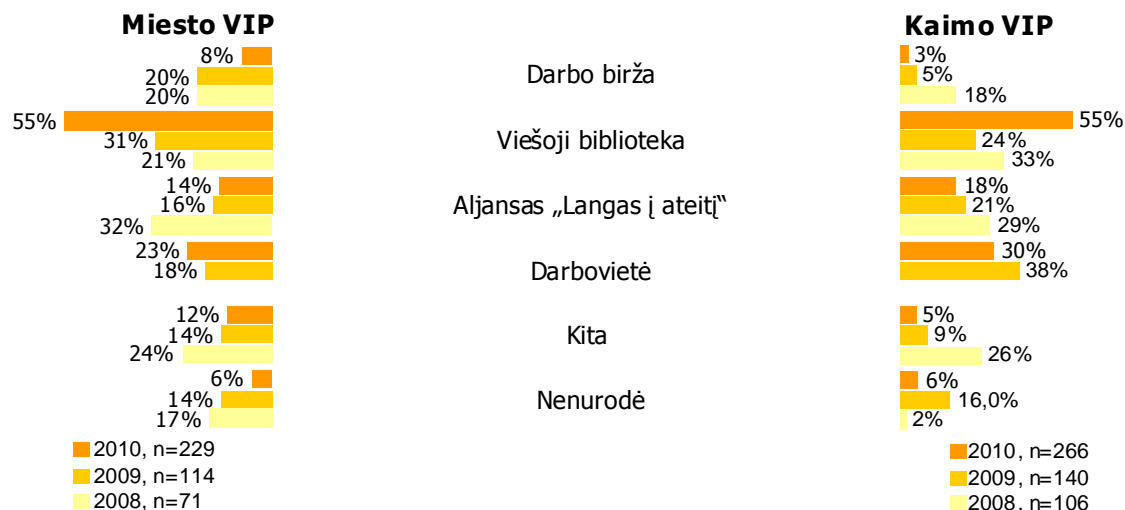 Miesto VIP
Kaimo VIP
8%
20%
20%
Darbo birža
3%
5%
18%
55%
31%
21%
Viešoji biblioteka
55%
24%
33%
14%
16%
32%
Aljansas „Langas į ateitį“
18%
21%
29%
23%
18%
Darbovietė
30%
38%
12%
14%
24%
Kita
5%
9%
26%
6%
14%
17%
Nenurodė
6%
16,0%
2%
2010, n=229
2009, n=114
2008, n=71
2010, n=266
2009, n=140
2008, n=106